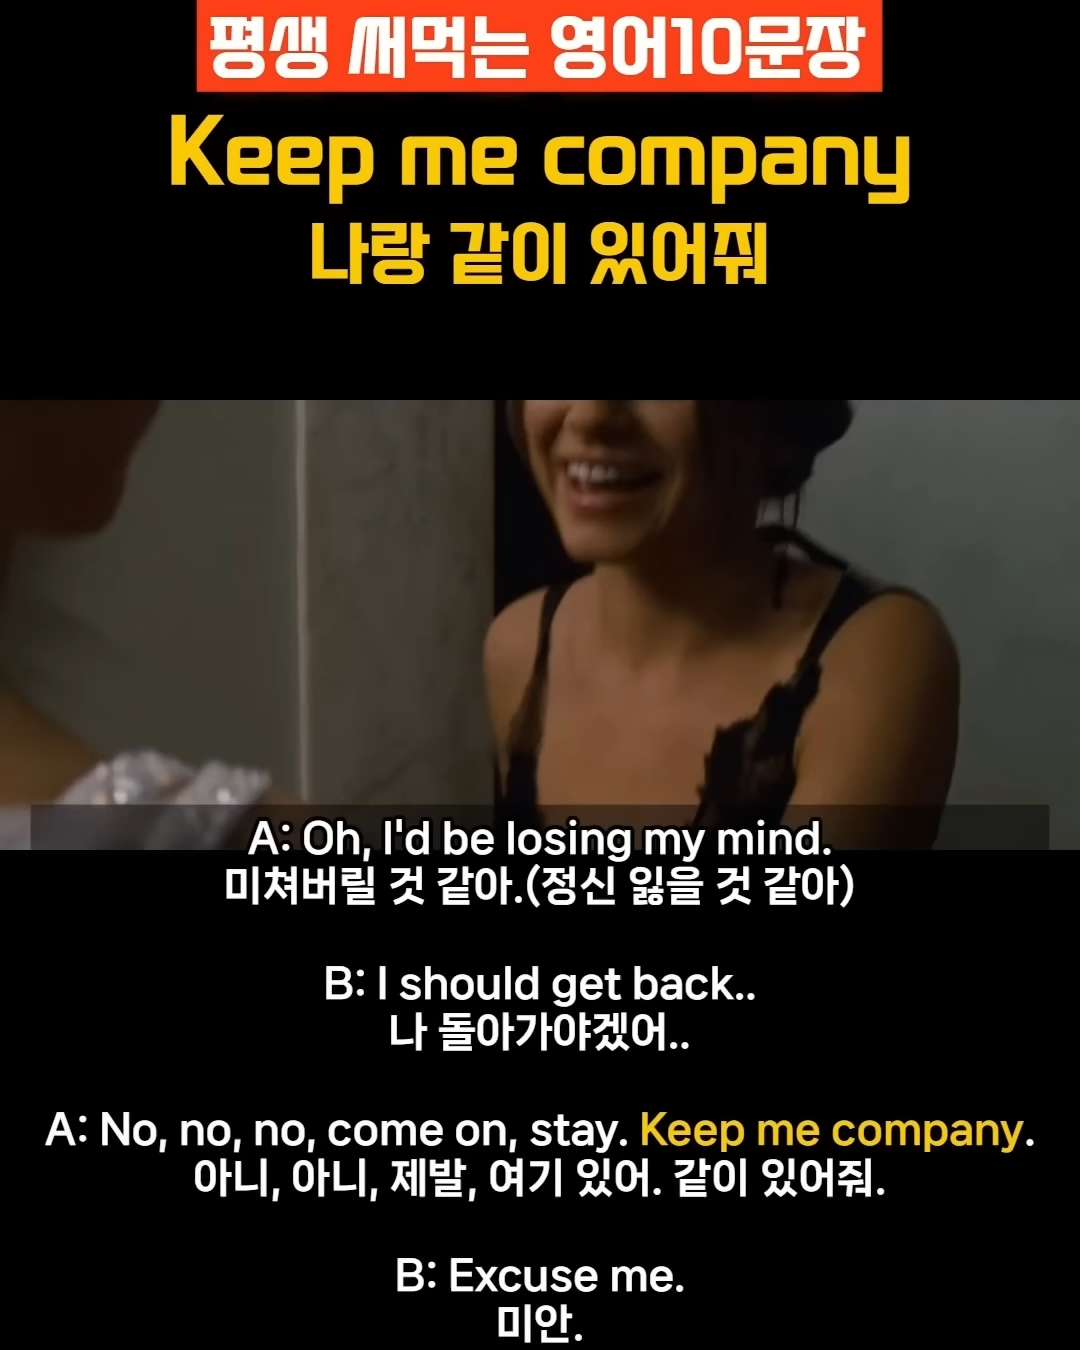 평생 써먹는 영어10문장
Keep me company
나랑 같이 있어줘
A: Oh, I'd be losing my mind.
미쳐버릴 것 같아.(정신 잃을 것 같아)
B: I should get back..
나 돌아가야겠어..
A: No, no, no, come on, stay. Keep me company.
아니, 아니, 제발, 여기 있어. 같이 있어줘.
B: Excuse me.
미안.